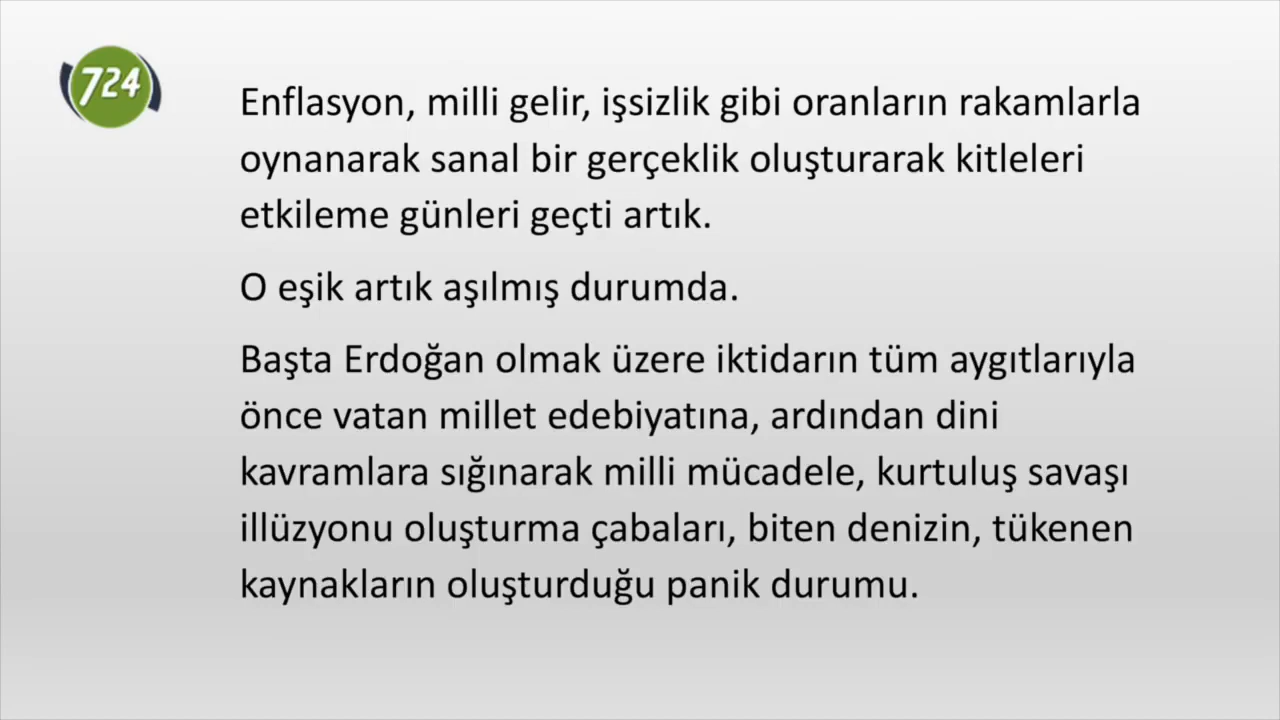 724
Enflasyon, milli gelir, işsizlik gibi oranların rakamlarla
oynanarak sanal bir gerçeklik oluşturarak kitleleri
etkileme günleri geçti artık.
O eşik artık aşılmış durumda.
Başta Erdoğan olmak üzere iktidarın tüm aygıtlarıyla
önce vatan millet edebiyatına, ardından dini
kavramlara sığınarak milli mücadele, kurtuluş savaşı
illüzyonu oluşturma çabaları, biten denizin, tükenen
kaynakların oluşturduğu panik durumu.